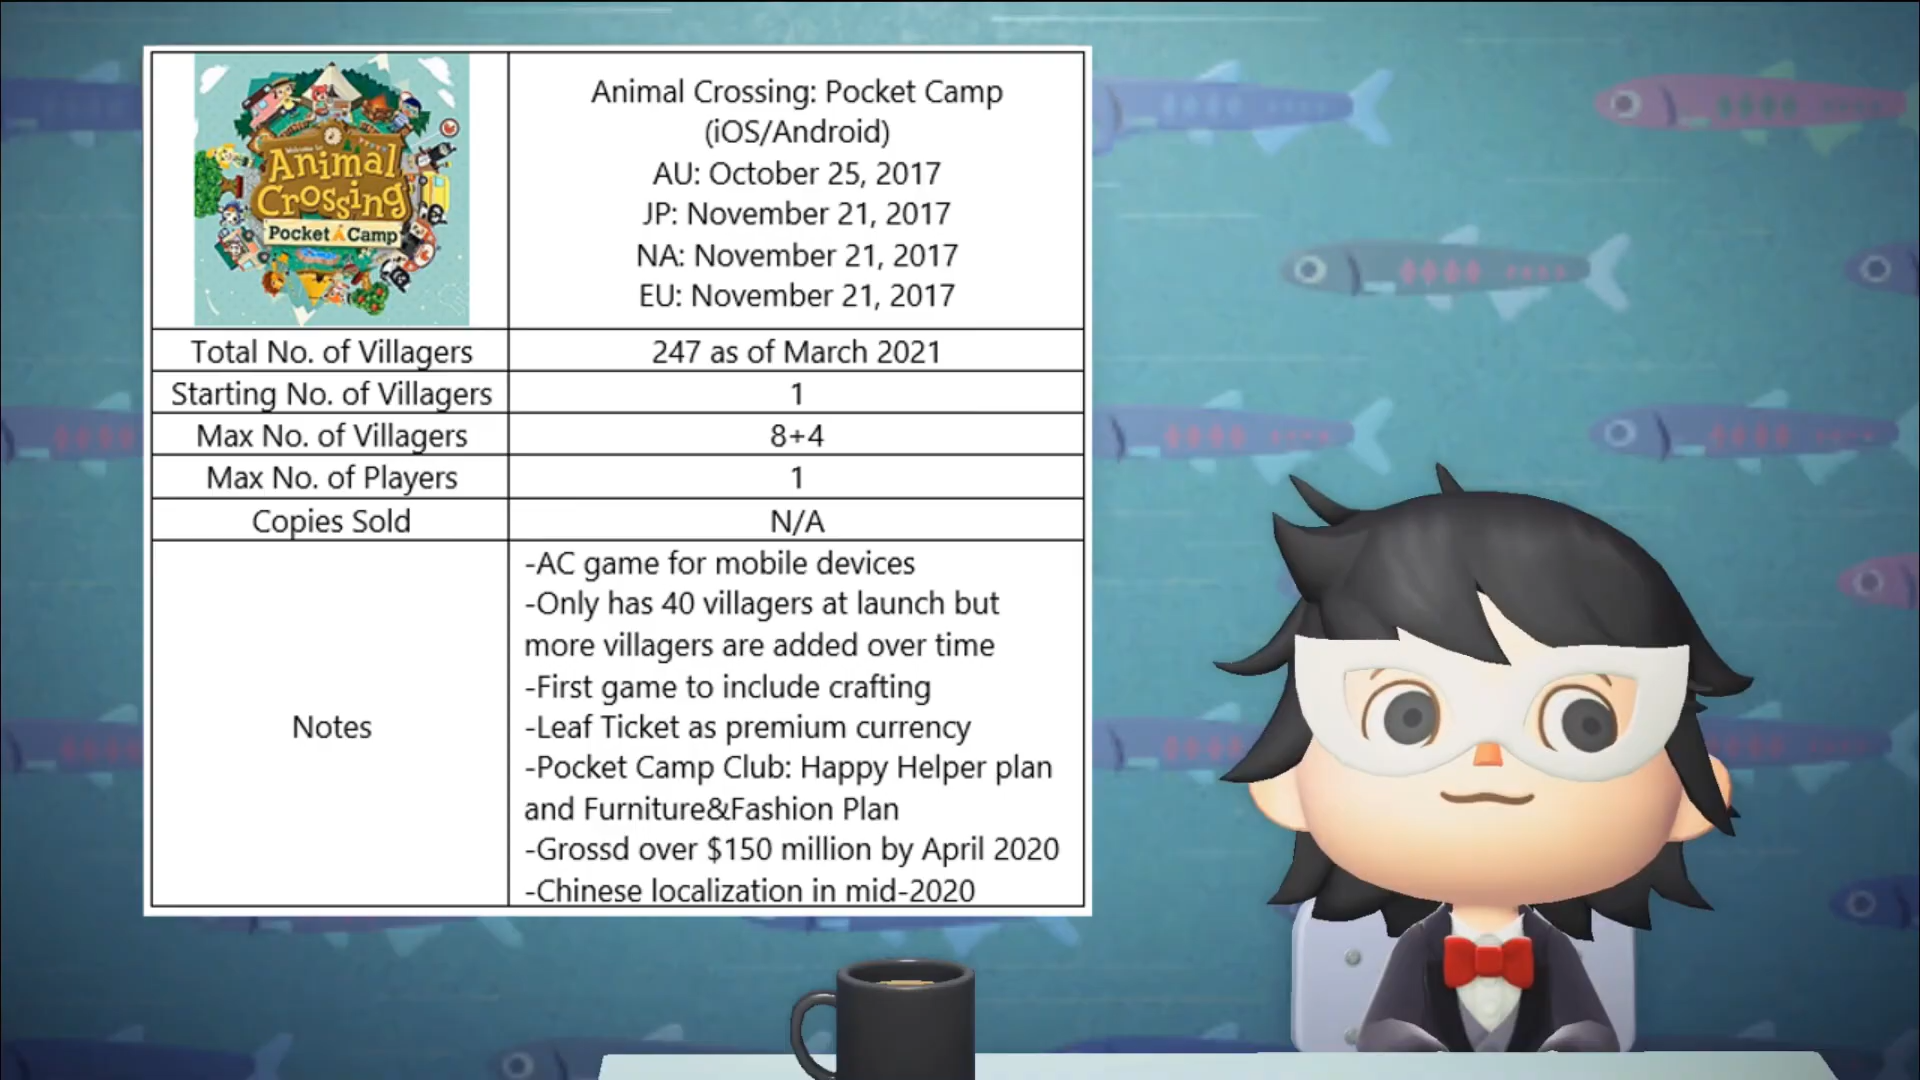 Welcome to
Animal
Crossing
Pocket Camp
Animal Crossing: Pocket Camp
(iOS/Android)
AU: October 25, 2017
JP: November 21, 2017
NA: November 21, 2017
EU: November 21, 2017
Total No. of Villagers
247 as of March 2021
Starting No. of Villagers
1
Max No. of Villagers
8+4
Max No. of Players
1
Copies Sold
N/A
Notes
-AC game for mobile devices
-Only has 40 villagers at launch but
more villagers are added over time
-First game to include crafting
-Leaf Ticket as premium currency
-Pocket Camp Club: Happy Helper plan
and Furniture&Fashion Plan
-Grossd over $150 million by April 2020
-Chinese localization in mid-2020